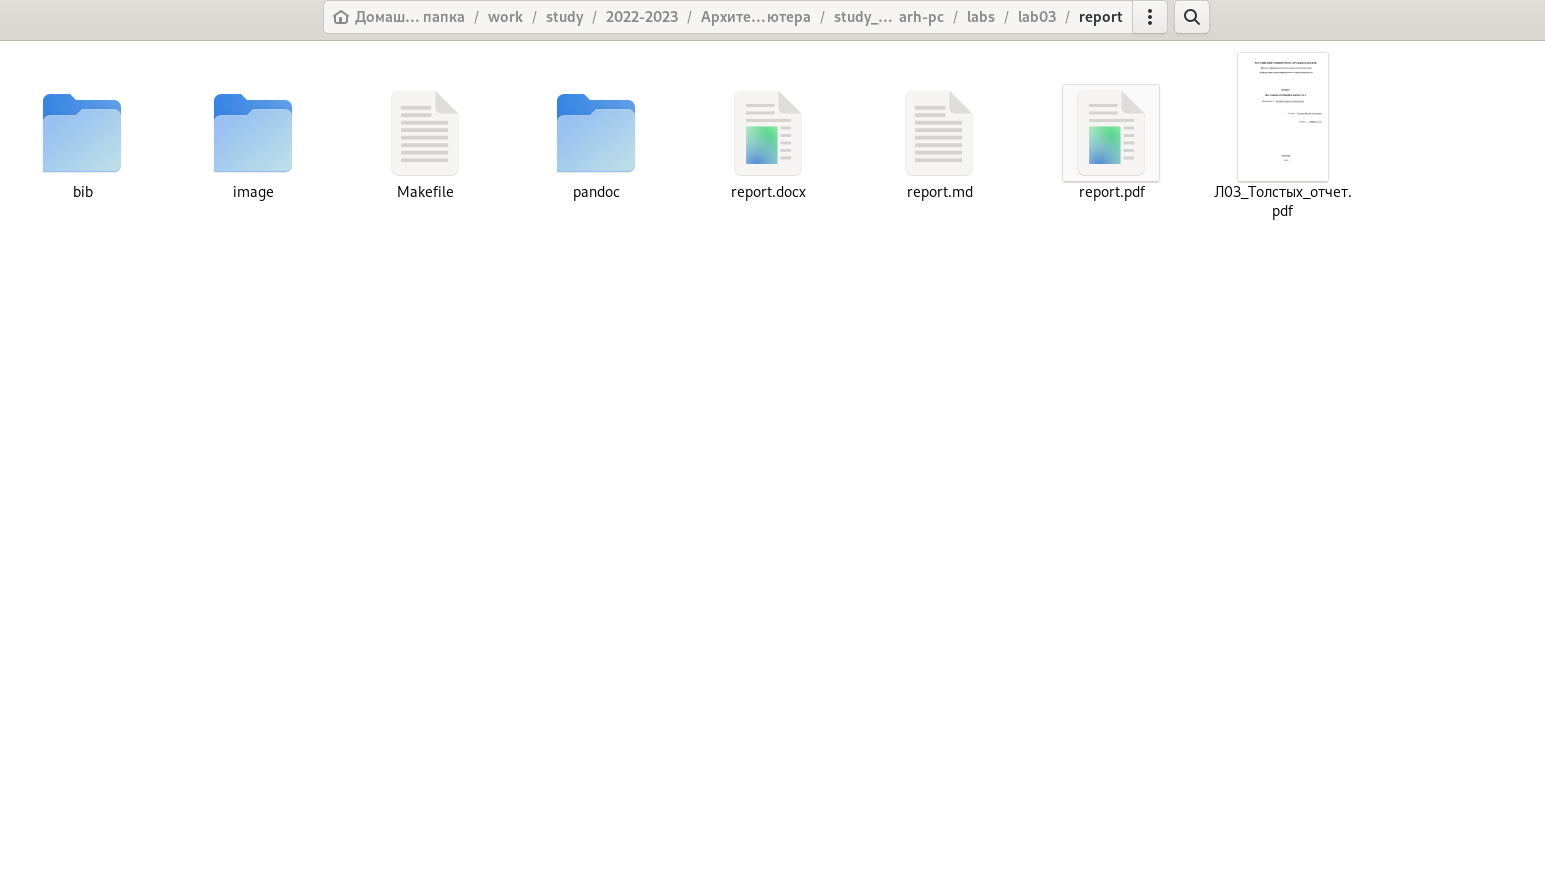 Домаш… папка / work / study / 2022-2023 / Архите…ютера / study_… arh-pc / labs / lab03 / report
bib
image
Makefile
pandoc
report.docx
report.md
report.pdf
Л03_Толстых_отчет.
pdf